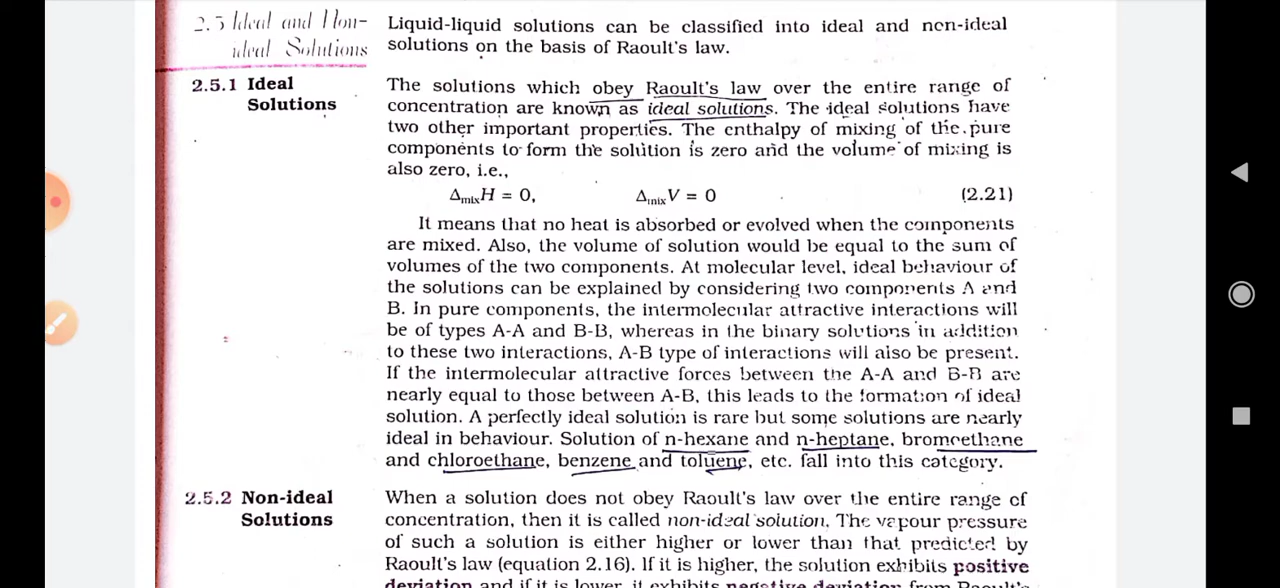 2.5 Ideal and Non-
ideal Solutions
Liquid-liquid solutions can be classified into ideal and non-ideal
solutions on the basis of Raoult's law.
2.5.1 Ideal
Solutions
The solutions which obey Raoult's law over the entire range of
concentration are known as ideal solutions. The ideal solutions have
two other important properties. The enthalpy of mixing of the pure
components to form the solution is zero and the volume of mixing is
also zero, i.e.,
ΔmixH = 0, ΔmixV = 0 (2.21)
It means that no heat is absorbed or evolved when the components
are mixed. Also, the volume of solution would be equal to the sum of
volumes of the two components. At molecular level, ideal behaviour of
the solutions can be explained by considering two components A and
B. In pure components, the intermolecular attractive interactions will
be of types A-A and B-B, whereas in the binary solutions in addition
to these two interactions, A-B type of interactions will also be present.
If the intermolecular attractive forces between the A-A and B-B are
nearly equal to those between A-B, this leads to the formation of ideal
solution. A perfectly ideal solution is rare but some solutions are nearly
ideal in behaviour. Solution of n-hexane and n-heptane, bromoethane
and chloroethane, benzene and toluene, etc. fall into this category.
2.5.2 Non-ideal
Solutions
When a solution does not obey Raoult's law over the entire range of
concentration, then it is called non-ideal solution. The vapour pressure
of such a solution is either higher or lower than that predicted by
Raoult's law (equation 2.16). If it is higher, the solution exhibits positive
deviation and if it is lower, it exhibits negative deviation from Raoult's